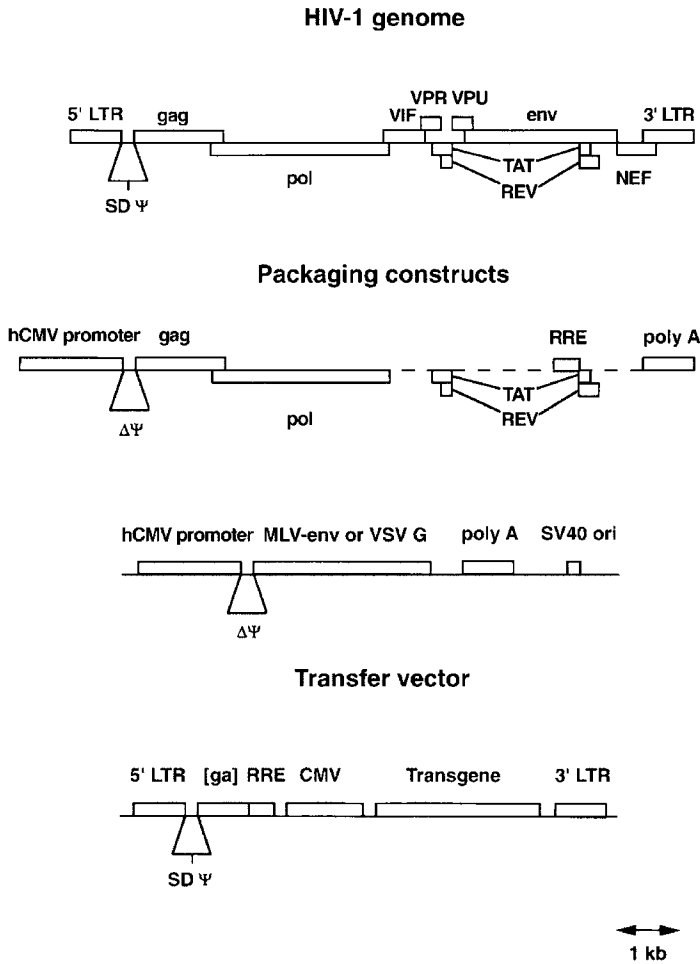 HIV-1 genome
VPR VPU
5' LTR gag VIF env 3' LTR
pol TAT NEF
REV
SD Ψ
Packaging constructs
hCMV promoter gag RRE poly A
TAT
pol REV
ΔΨ
hCMV promoter MLV-env or VSV G poly A SV40 ori
ΔΨ
Transfer vector
5' LTR [ga] RRE CMV Transgene 3' LTR
SD Ψ
1 kb